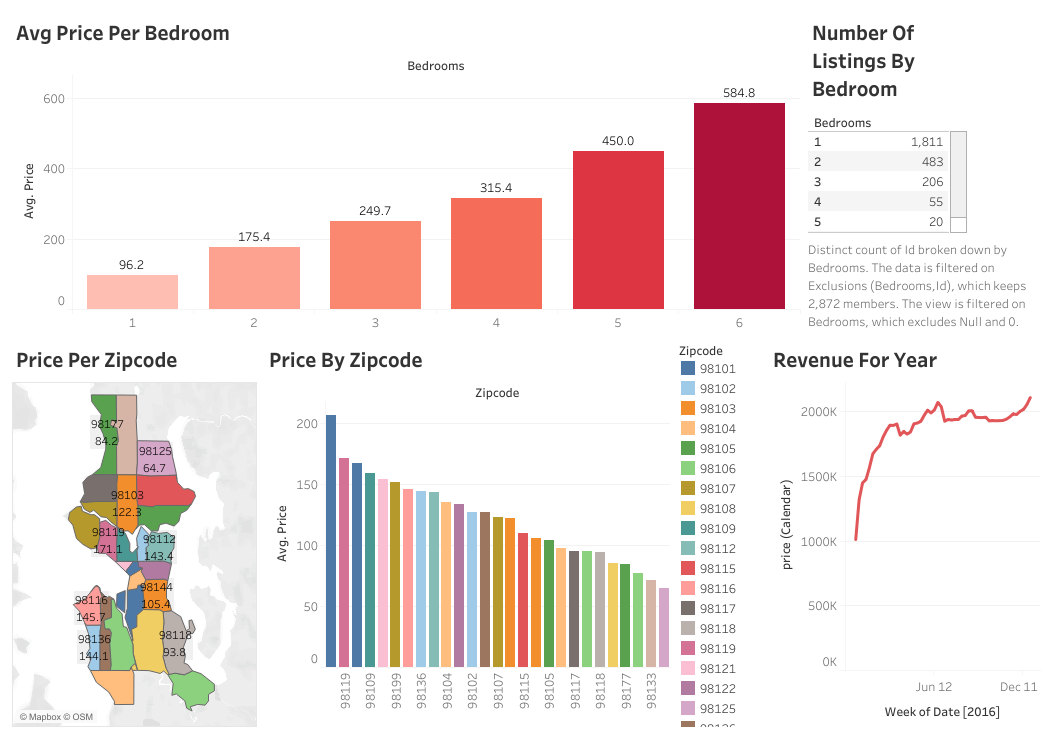 Avg Price Per Bedroom
Bedrooms
Avg. Price
600
400
200
0
96.2
175.4
249.7
315.4
450.0
584.8
1
2
3
4
5
6
Number Of
Listings By
Bedroom
Bedrooms
1 1,811
2 483
3 206
4 55
5 20
Distinct count of Id broken down by
Bedrooms. The data is filtered on
Exclusions (Bedrooms,Id), which keeps
2,872 members. The view is filtered on
Bedrooms, which excludes Null and 0.
Price Per Zipcode
98177
84.2
98125
64.7
98103
122.3
98119
171.1
98112
143.4
98144
105.4
98116
145.7
98136
144.1
98118
93.8
© Mapbox © OSM
Price By Zipcode
Zipcode
Avg. Price
200
150
100
50
0
98119
98109
98199
98136
98104
98102
98107
98115
98105
98117
98118
98177
98133
Zipcode
98101
98102
98103
98104
98105
98106
98107
98108
98109
98112
98115
98116
98117
98118
98119
98121
98122
98125
Revenue For Year
price (Calendar)
2000K
1500K
1000K
500K
0K
Jun 12
Dec 11
Week of Date [2016]